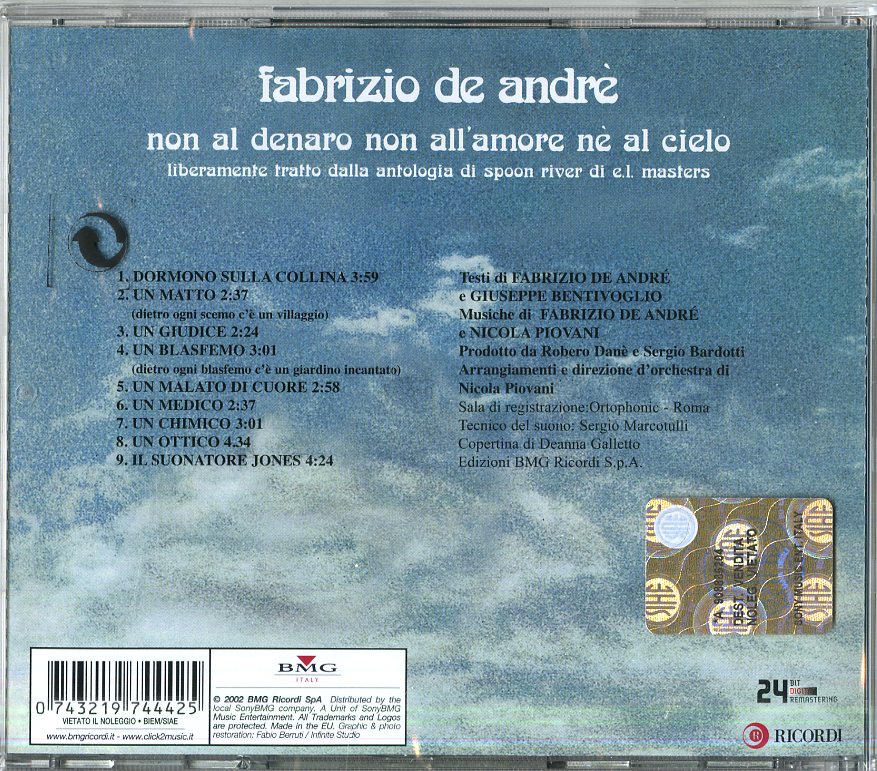 fabrizio de andrè
non al denaro non all'amore nè al cielo
liberamente tratto dalla antologia di spoon river di e.l. masters
1. DORMONO SULLA COLLINA 3:59
2. UN MATTO 2:37
(dietro ogni scemo c'è un villaggio)
3. UN GIUDICE 2:24
4. UN BLASFEMO 3:01
(dietro ogni blasfemo c'è un giardino incantato)
5. UN MALATO DI CUORE 2:58
6. UN MEDICO 2:37
7. UN CHIMICO 3:01
8. UN OTTICO 4.34
9. IL SUONATORE JONES 4:24
Testi di FABRIZIO DE ANDRÉ
e GIUSEPPE BENTIVOGLIO
Musiche di FABRIZIO DE ANDRÉ
e NICOLA PIOVANI
Prodotto da Robero Danè e Sergio Bardotti
Arrangiamenti e direzione d'orchestra di
Nicola Piovani
Sala di registrazione:Ortophonic - Roma
Tecnico del suono: Sergio Marcotulli
Copertina di Deanna Galletto
Edizioni BMG Ricordi S.p.A.
SIAE
DEST. VENDITA
NOLEG. VIETATO
SONY MUSIC ENT. ITALY
0 743219 744425
VIETATO IL NOLEGGIO • BIEM/SIAE
www.bmgricordi.it - www.click2music.it
BMG
ITALY
© 2002 BMG Ricordi SpA Distributed by the
local SonyBMG company. A Unit of SonyBMG
Music Entertainment. All Trademarks and Logos
are protected. Made in the EU. Graphic & photo
restoration: Fabio Berruti / Infinite Studio
24 BIT
DIGITAL
REMASTERING
RICORDI